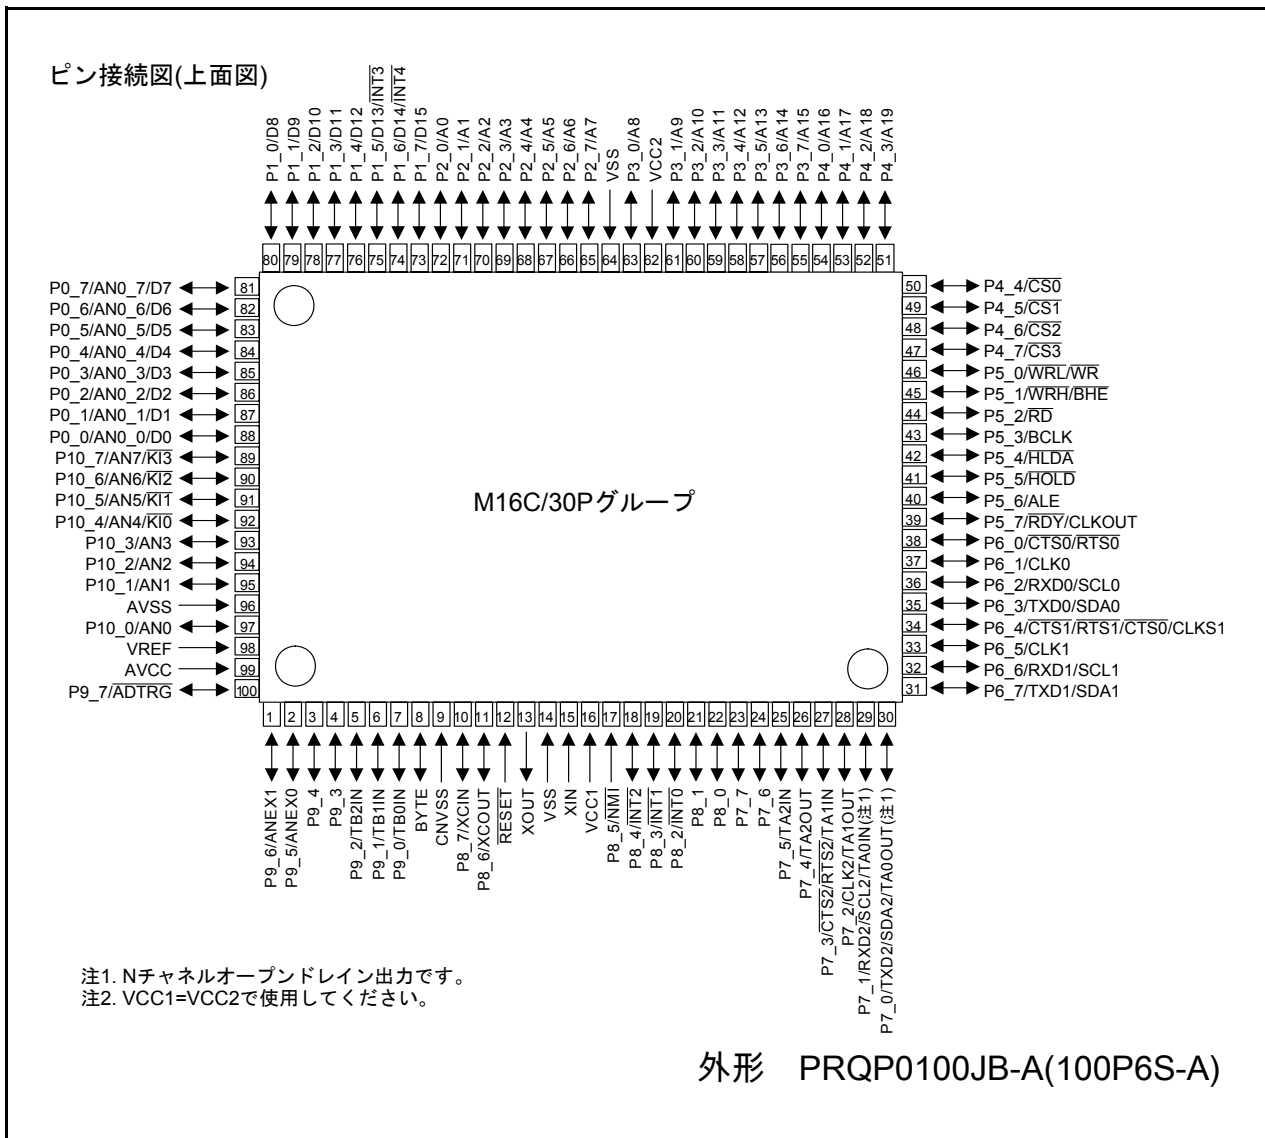 ピン接続図(上面図)
P1_0/D8
P1_1/D9
P1_2/D10
P1_3/D11
P1_4/D12
P1_5/D13/INT3
P1_6/D14/INT4
P1_7/D15
P2_0/A0
P2_1/A1
P2_2/A2
P2_3/A3
P2_4/A4
P2_5/A5
P2_6/A6
P2_7/A7
VSS
P3_0/A8
VCC2
P3_1/A9
P3_2/A10
P3_3/A11
P3_4/A12
P3_5/A13
P3_6/A14
P3_7/A15
P4_0/A16
P4_1/A17
P4_2/A18
P4_3/A19
80 79 78 77 76 75 74 73 72 71 70 69 68 67 66 65 64 63 62 61 60 59 58 57 56 55 54 53 52 51
P0_7/AN0_7/D7 81
P0_6/AN0_6/D6 82
P0_5/AN0_5/D5 83
P0_4/AN0_4/D4 84
P0_3/AN0_3/D3 85
P0_2/AN0_2/D2 86
P0_1/AN0_1/D1 87
P0_0/AN0_0/D0 88
P10_7/AN7/KI3 89
P10_6/AN6/KI2 90
P10_5/AN5/KI1 91
P10_4/AN4/KI0 92
P10_3/AN3 93
P10_2/AN2 94
P10_1/AN1 95
AVSS 96
P10_0/AN0 97
VREF 98
AVCC 99
P9_7/ADTRG 100
M16C/30Pグループ
50 P4_4/CS0
49 P4_5/CS1
48 P4_6/CS2
47 P4_7/CS3
46 P5_0/WRL/WR
45 P5_1/WRH/BHE
44 P5_2/RD
43 P5_3/BCLK
42 P5_4/HLDA
41 P5_5/HOLD
40 P5_6/ALE
39 P5_7/RDY/CLKOUT
38 P6_0/CTS0/RTS0
37 P6_1/CLK0
36 P6_2/RXD0/SCL0
35 P6_3/TXD0/SDA0
34 P6_4/CTS1/RTS1/CTS0/CLKS1
33 P6_5/CLK1
32 P6_6/RXD1/SCL1
31 P6_7/TXD1/SDA1
1 2 3 4 5 6 7 8 9 10 11 12 13 14 15 16 17 18 19 20 21 22 23 24 25 26 27 28 29 30
P9_6/ANEX1
P9_5/ANEX0
P9_4
P9_3
P9_2/TB2IN
P9_1/TB1IN
P9_0/TB0IN
BYTE
CNVSS
P8_7/XCIN
P8_6/XCOUT
RESET
XOUT
VSS
XIN
VCC1
P8_5/NMI
P8_4/INT2
P8_3/INT1
P8_2/INT0
P8_1
P8_0
P7_7
P7_6
P7_5/TA2IN
P7_4/TA2OUT
P7_3/CTS2/RTS2/TA1IN
P7_2/CLK2/TA1OUT
P7_1/RXD2/SCL2/TA0IN(注1)
P7_0/TXD2/SDA2/TA0OUT(注1)
注1. Nチャネルオープンドレイン出力です。
注2. VCC1=VCC2で使用してください。
外形 PRQP0100JB-A(100P6S-A)